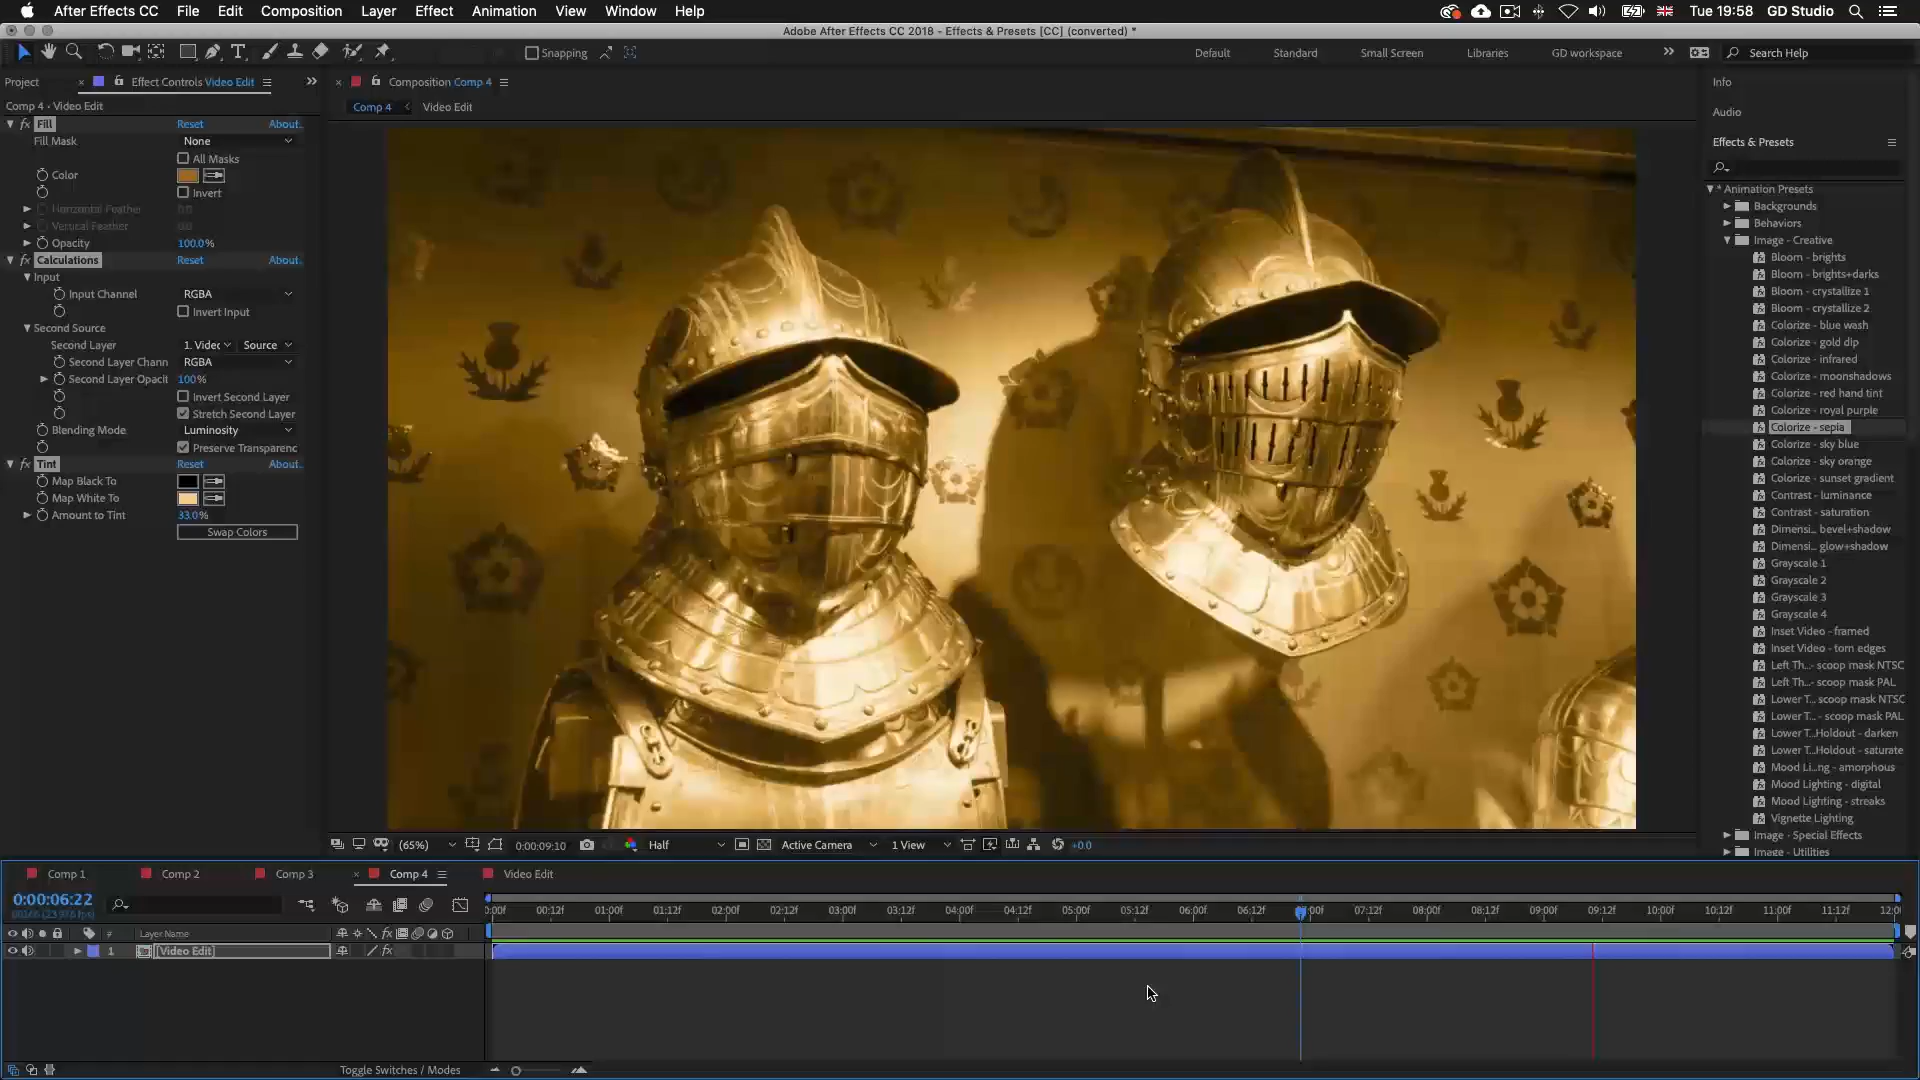 After Effects CC File Edit Composition Layer Effect Animation View Window Help Tue 19:58 GD Studio
Adobe After Effects CC 2018 - Effects & Presets [CC] (converted) *
Snapping Default Standard Small Screen Libraries GD workspace Search Help
Project Effect Controls Video Edit Composition Comp 4 Info
Comp 4 • Video Edit Comp 4 Video Edit Audio
Fill Reset About..
Fill Mask None
All Masks
Color
Invert
Horizontal Feather 0.0
Vertical Feather 0.0
Opacity 100.0%
Calculations Reset About..
Input
Input Channel RGBA
Invert Input
Second Source
Second Layer 1. Videc Source
Second Layer Chann RGBA
Second Layer Opacit 100%
Invert Second Layer
Stretch Second Layer
Blending Mode Luminosity
Preserve Transparenc
Tint Reset About..
Map Black To
Map White To
Amount to Tint 33.0%
Swap Colors
Effects & Presets
* Animation Presets
Backgrounds
Behaviors
Image - Creative
Bloom - brights
Bloom - brights+darks
Bloom - crystallize 1
Bloom - crystallize 2
Colorize - blue wash
Colorize - gold dip
Colorize - infrared
Colorize - moonshadows
Colorize - red hand tint
Colorize - royal purple
Colorize - sepia
Colorize - sky blue
Colorize - sky orange
Colorize - sunset gradient
Contrast - luminance
Contrast - saturation
Dimensi... bevel+shadow
Dimensi... glow+shadow
Grayscale 1
Grayscale 2
Grayscale 3
Grayscale 4
Inset Video - framed
Inset Video - torn edges
Left Th...- scoop mask NTSC
Left Th...- scoop mask PAL
Lower T... scoop mask NTSC
Lower T... - scoop mask PAL
Lower T...Holdout - darken
Lower T...Holdout - saturate
Mood Li...ng - amorphous
Mood Lighting - digital
Mood Lighting - streaks
Vignette Lighting
Image - Special Effects
Image - Utilities
(65%) 0:00:09:10 Half Active Camera 1 View +0.0
Comp 1 Comp 2 Comp 3 Comp 4 Video Edit
0:00:06:22
0:00f 00:12f 01:00f 01:12f 02:00f 02:12f 03:00f 03:12f 04:00f 04:12f 05:00f 05:12f 06:00f 06:12f 07:00f 07:12f 08:00f 08:12f 09:00f 09:12f 10:00f 10:12f 11:00f 11:12f 12:0
# Layer Name
1 [Video Edit]
Toggle Switches / Modes